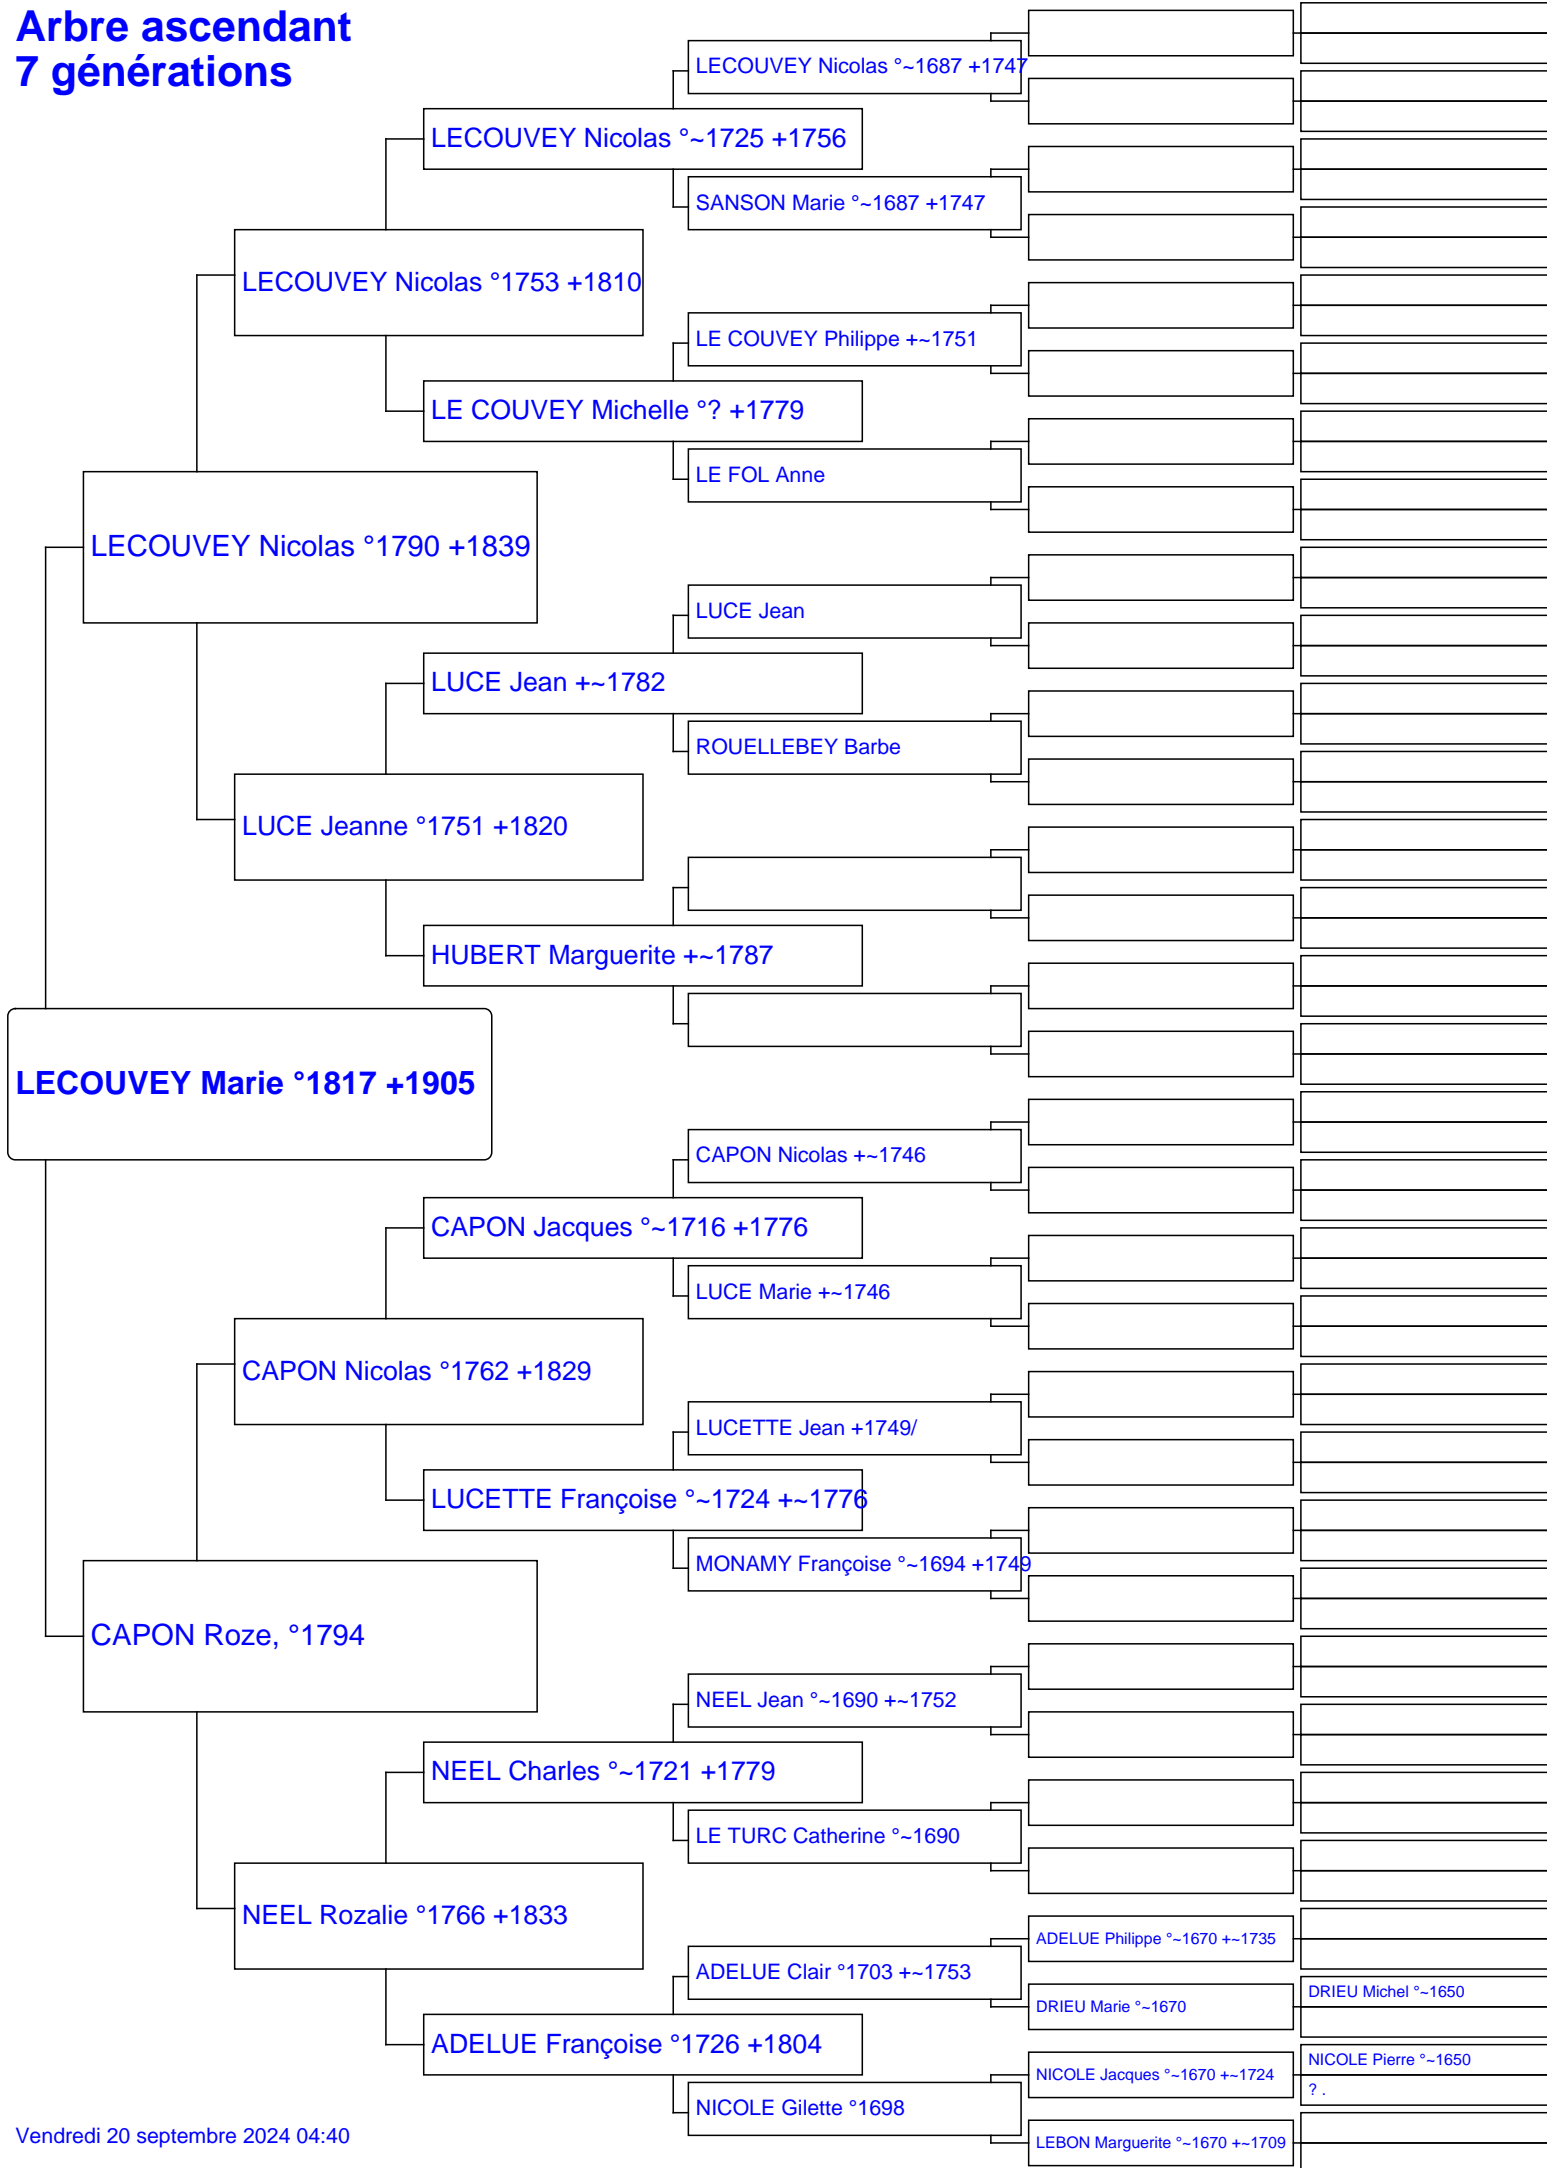 Arbre ascendant
7 générations
LECOUVEY Nicolas °~1687 +1747
LECOUVEY Nicolas °~1725 +1756
SANSON Marie °~1687 +1747
LECOUVEY Nicolas °1753 +1810
LE COUVEY Philippe +~1751
LE COUVEY Michelle °? +1779
LE FOL Anne
LECOUVEY Nicolas °1790 +1839
LUCE Jean
LUCE Jean +~1782
ROUELLEBEY Barbe
LUCE Jeanne °1751 +1820
HUBERT Marguerite +~1787
LECOUVEY Marie °1817 +1905
CAPON Nicolas +~1746
CAPON Jacques °~1716 +1776
LUCE Marie +~1746
CAPON Nicolas °1762 +1829
LUCETTE Jean +1749/
LUCETTE Françoise °~1724 +~1776
MONAMY Françoise °~1694 +1749
CAPON Roze, °1794
NEEL Jean °~1690 +~1752
NEEL Charles °~1721 +1779
LE TURC Catherine °~1690
NEEL Rozalie °1766 +1833
ADELUE Philippe °~1670 +~1735
ADELUE Clair °1703 +~1753
DRIEU Michel °~1650
DRIEU Marie °~1670
ADELUE Françoise °1726 +1804
NICOLE Pierre °~1650
NICOLE Jacques °~1670 +~1724
? .
NICOLE Gilette °1698
LEBON Marguerite °~1670 +~1709
Vendredi 20 septembre 2024 04:40